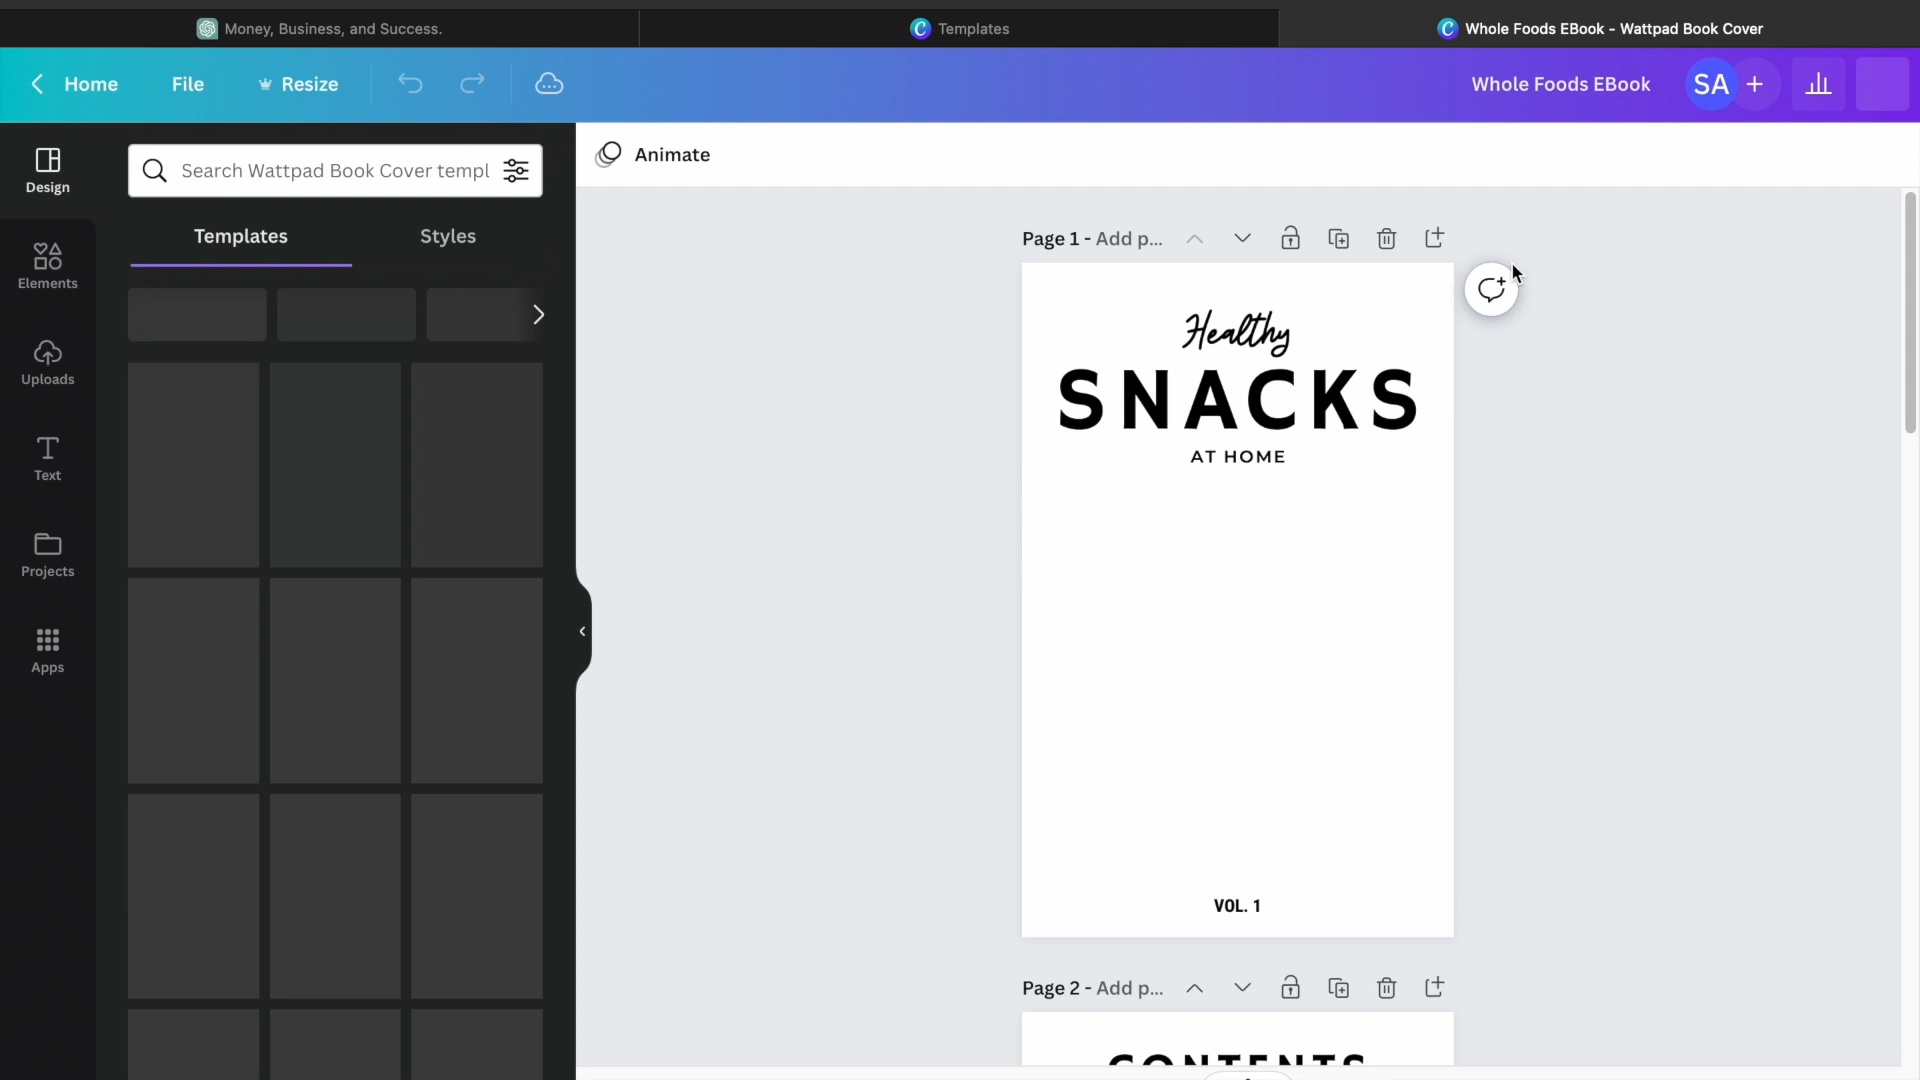 Money, Business, and Success.
Templates
Whole Foods EBook - Wattpad Book Cover
Home
File
Resize
Whole Foods EBook
SA
Design
Elements
Uploads
Text
Projects
Apps
Search Wattpad Book Cover templ
Templates
Styles
Animate
Page 1 - Add p...
Healthy
SNACKS
AT HOME
VOL. 1
Page 2 - Add p...
CONTENTS